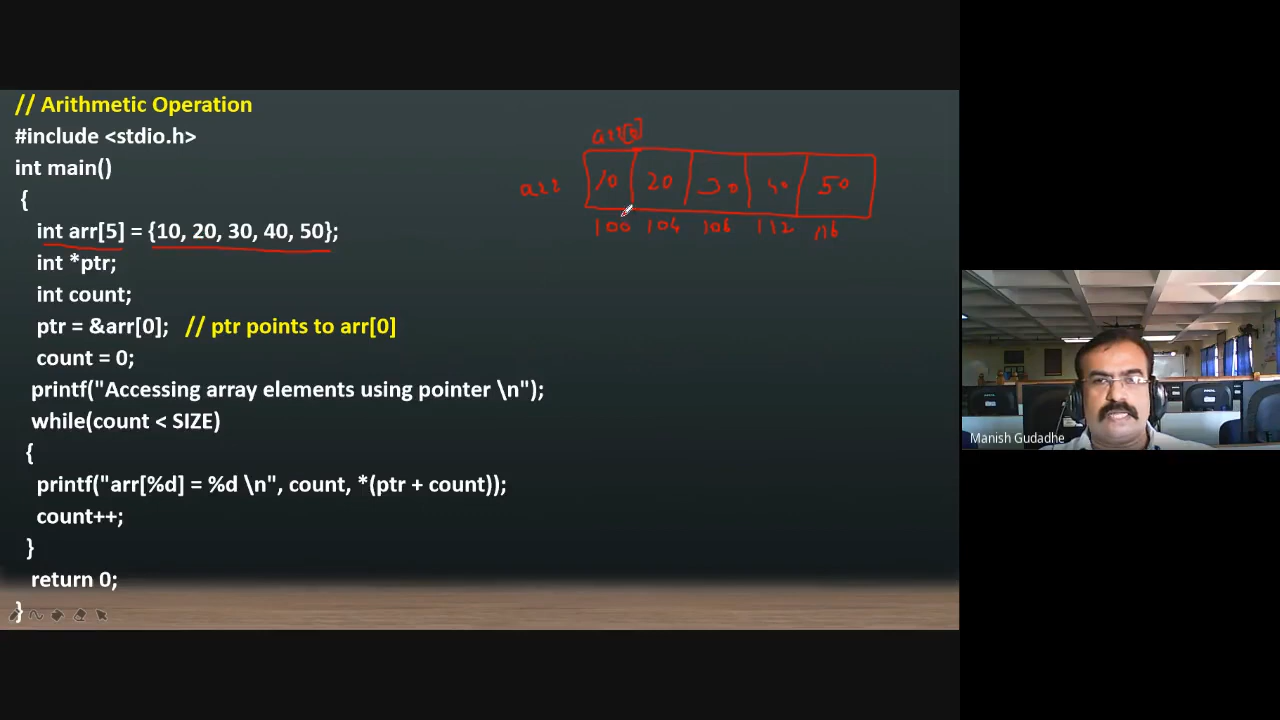 // Arithmetic Operation
#include <stdio.h>
int main()
{
int arr[5] = {10, 20, 30, 40, 50};
int *ptr;
int count;
ptr = &arr[0]; // ptr points to arr[0]
count = 0;
printf("Accessing array elements using pointer \n");
while(count < SIZE)
{
printf("arr[%d] = %d \n", count, *(ptr + count));
count++;
}
return 0;
}
arr[0]
arr 10 20 30 40 50
100 104 106 112 116
Manish Gudadhe